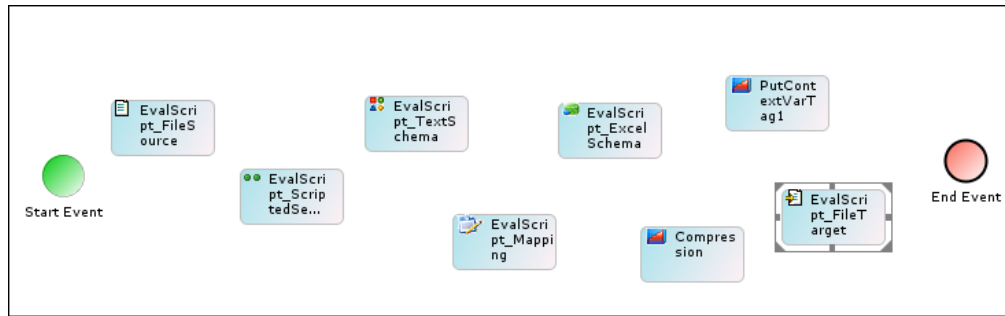 EvalScri
pt_FileS
ource
EvalScri
pt_TextS
chema
EvalScri
pt_Excel
Schema
PutCont
extVarT
ag1
Start Event
EvalScri
pt_Scrip
tedSe...
EvalScri
pt_Mappi
ng
Compres
sion
EvalScri
pt_FileT
arget
End Event